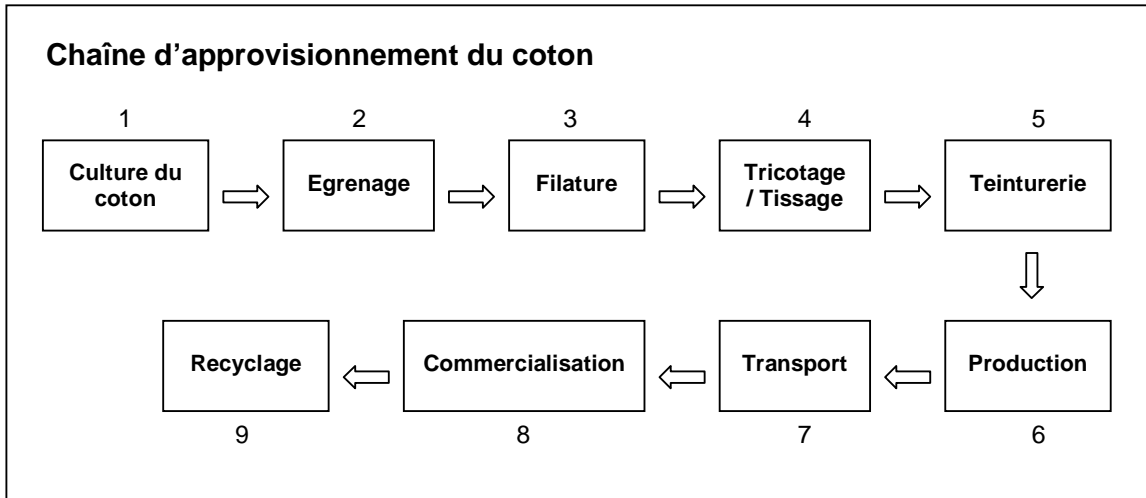 Chaîne d’approvisionnement du coton
1 2 3 4 5
Culture du
coton
Egrenage
Filature
Tricotage
/ Tissage
Teinturerie
Recyclage
Commercialisation
Transport
Production
9 8 7 6